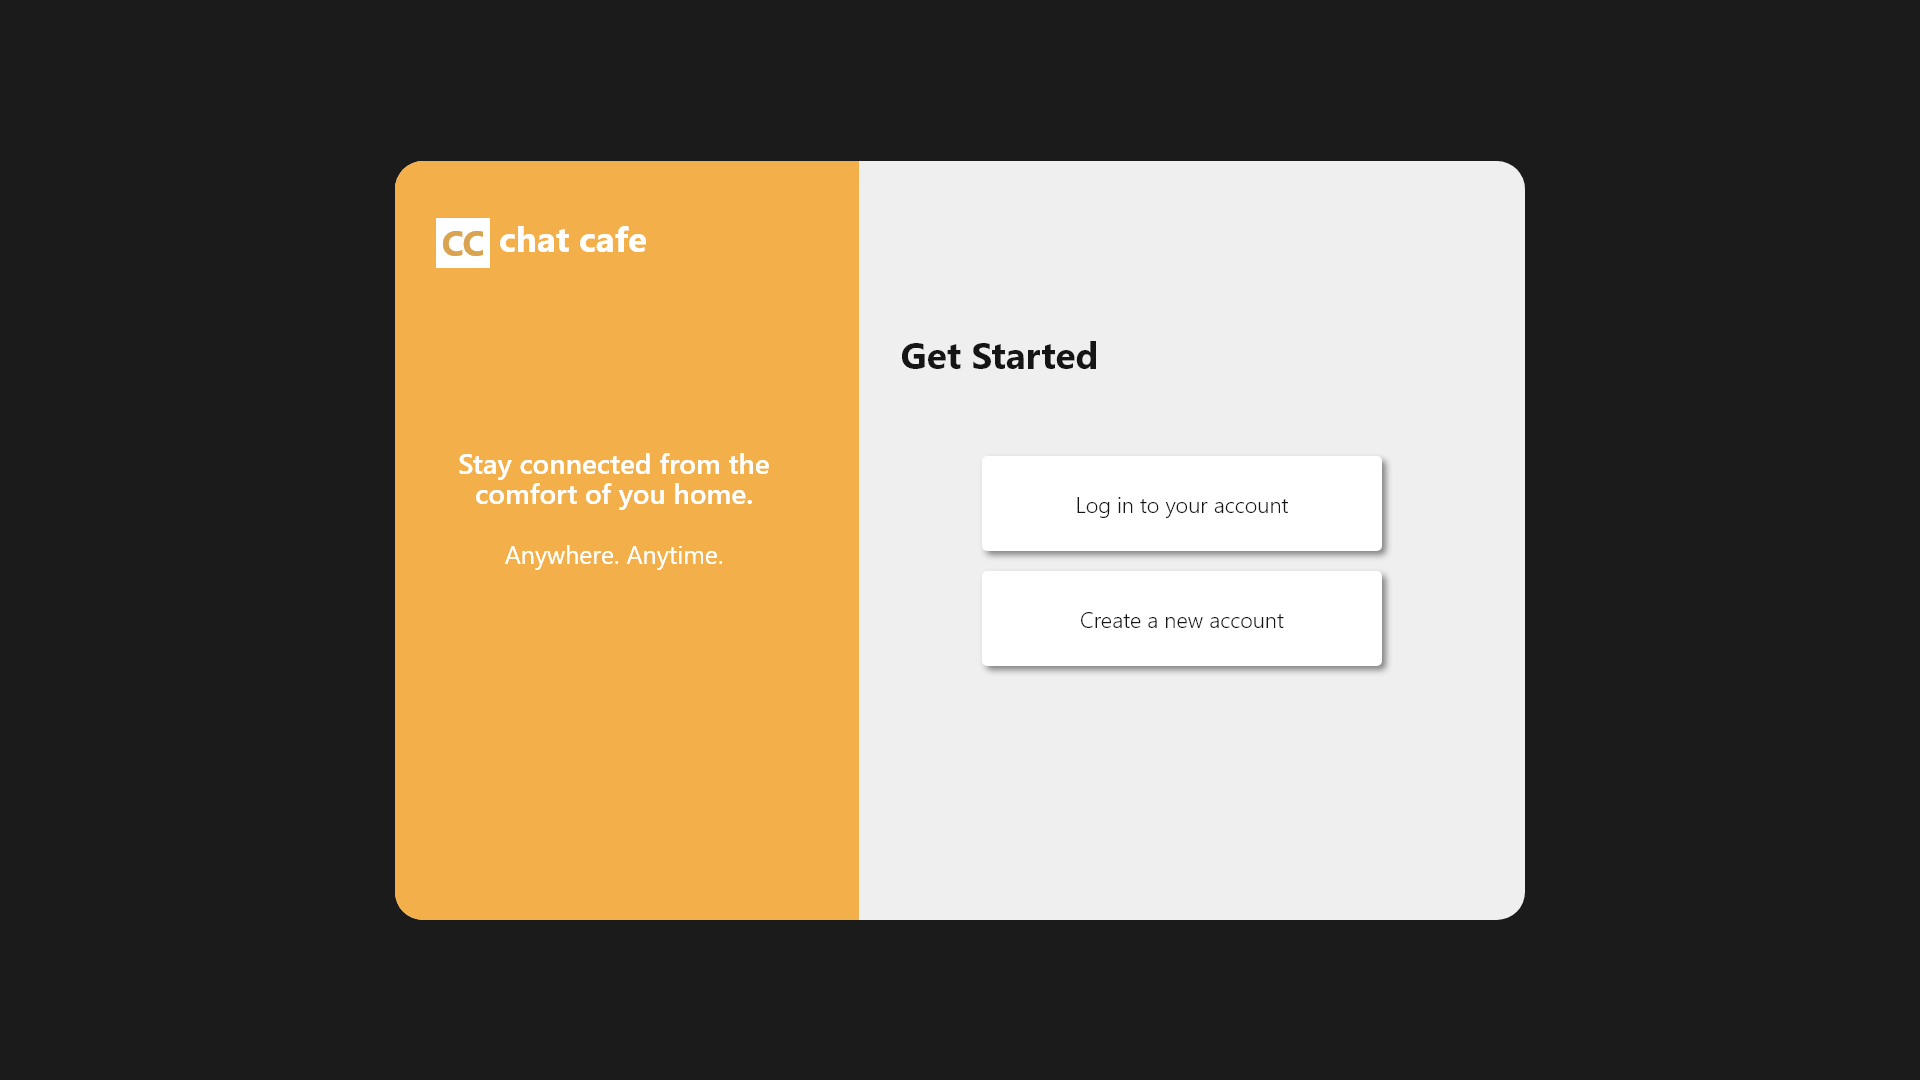 CC chat cafe
Stay connected from the
comfort of you home.
Anywhere. Anytime.
Get Started
Log in to your account
Create a new account